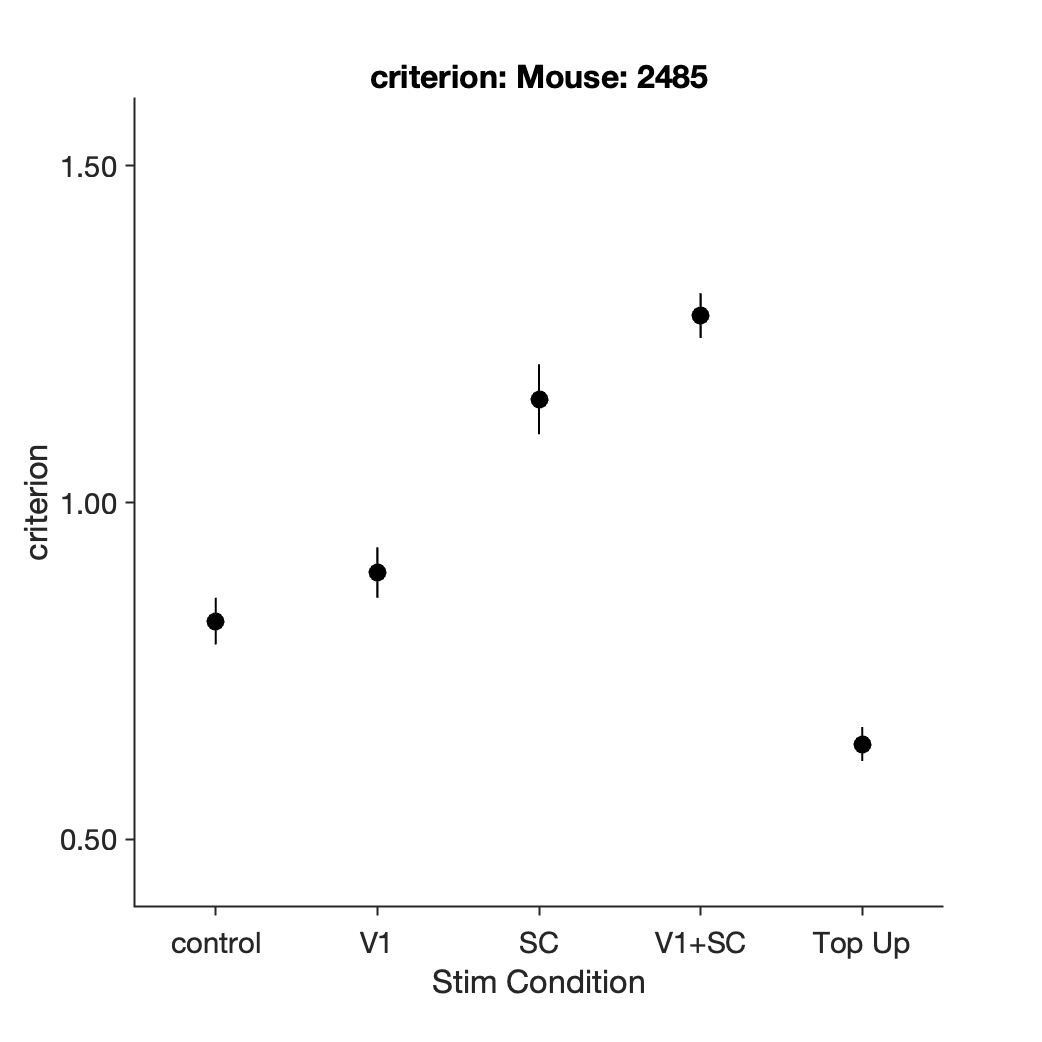 criterion: Mouse: 2485
1.50
1.00
0.50
criterion
control
V1
SC
V1+SC
Top Up
Stim Condition